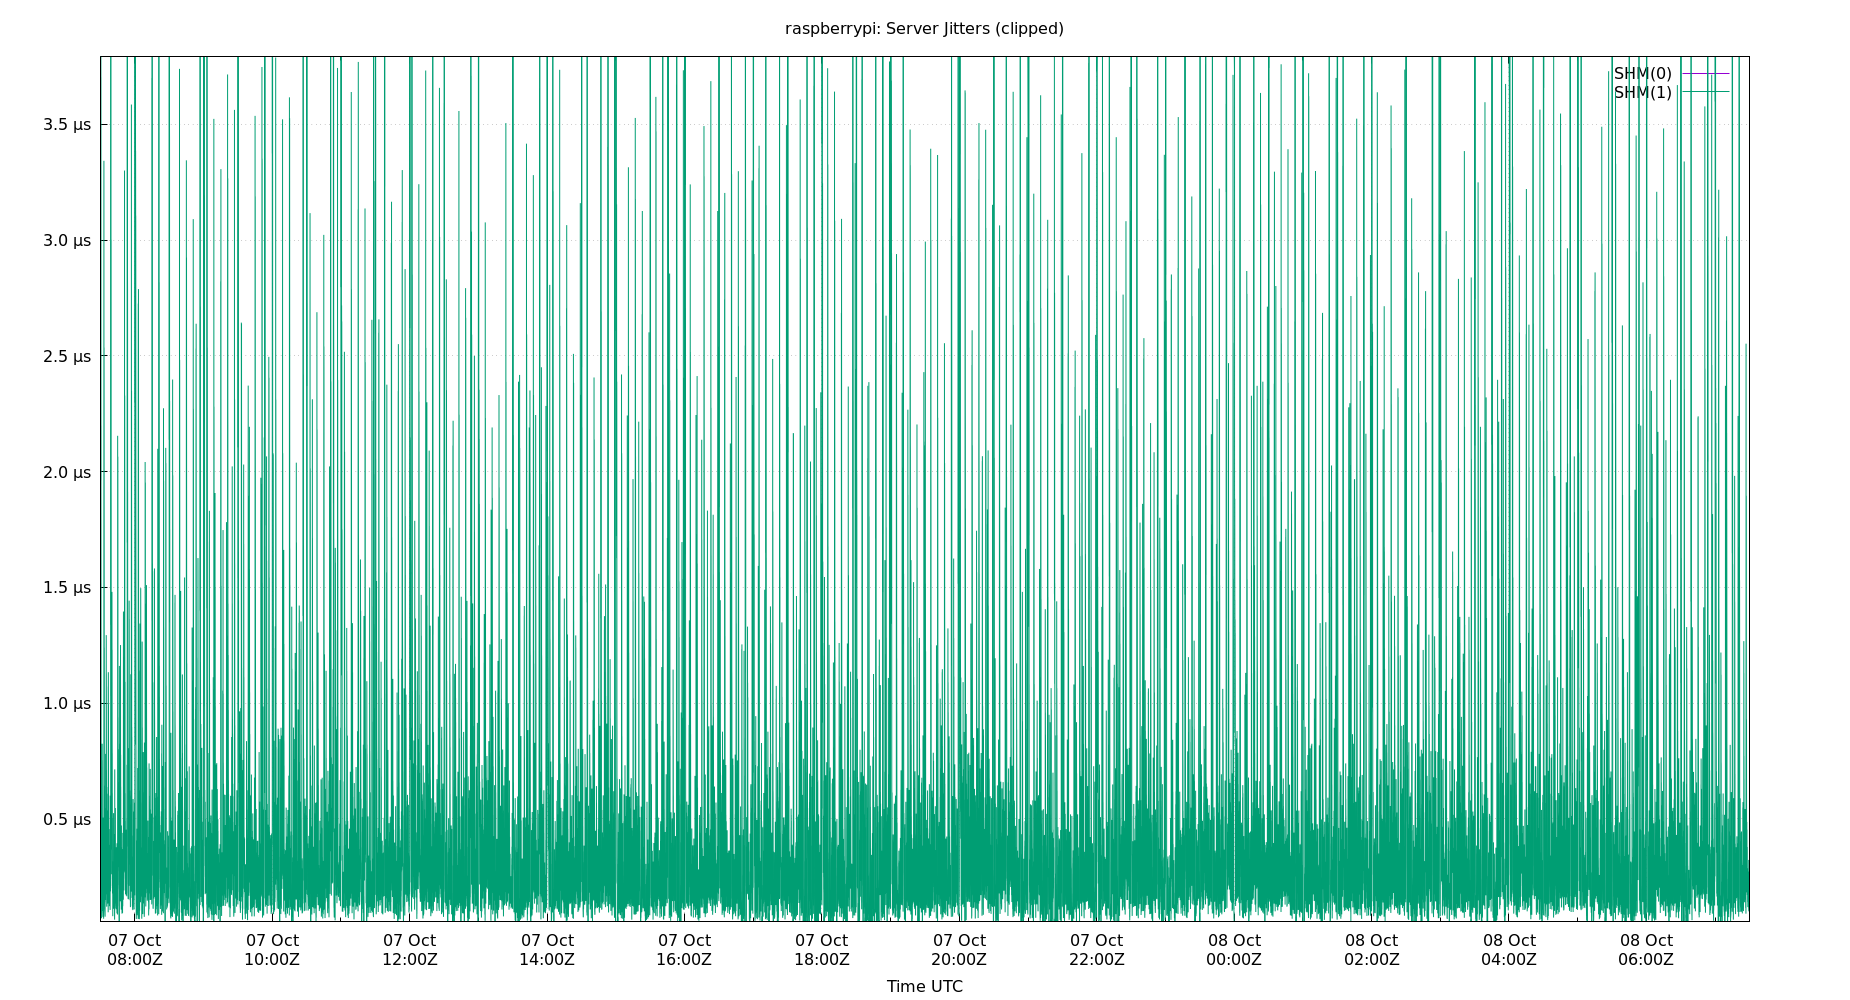 raspberrypi: Server Jitters (clipped)
SHM(0)
SHM(1)
3.5 µs
3.0 µs
2.5 µs
2.0 µs
1.5 µs
1.0 µs
0.5 µs
07 Oct 07 Oct 07 Oct 07 Oct 07 Oct 07 Oct 07 Oct 07 Oct 08 Oct 08 Oct 08 Oct 08 Oct
08:00Z 10:00Z 12:00Z 14:00Z 16:00Z 18:00Z 20:00Z 22:00Z 00:00Z 02:00Z 04:00Z 06:00Z
Time UTC